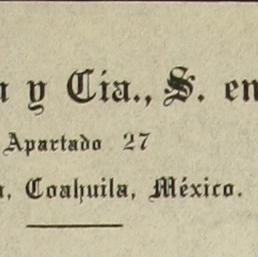 y Cia., S. en
Apartado 27
Coahuila, México.